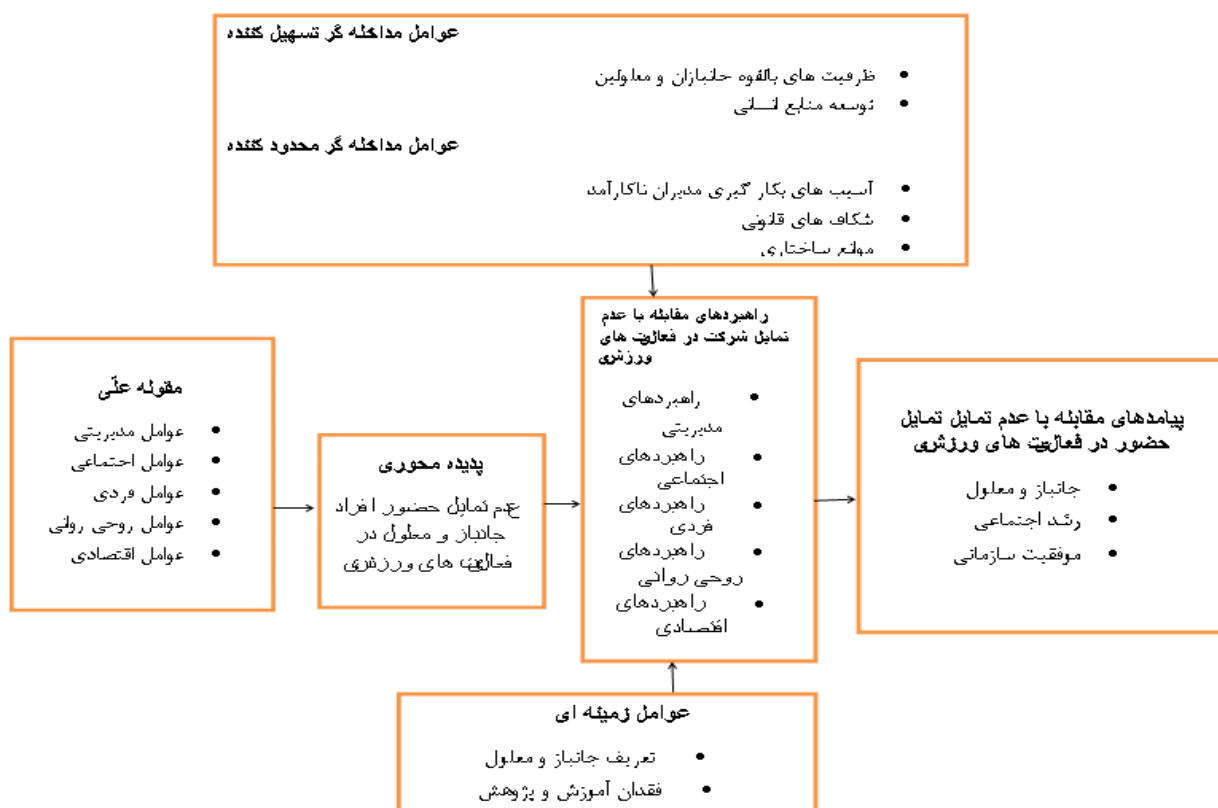 عوامل مداخله گر تسهیل کننده
ظرفیت های بالقوه جانبازان و معلولین
توسعه منابع انسانی
عوامل مداخله گر محدود کننده
آسیب های بکار گیری مدیران ناکارآمد
شکاف های قانونی
موانع ساختاری
مقوله علّی
عوامل مدیریتی
عوامل اجتماعی
عوامل فردی
عوامل روحی روانی
عوامل اقتصادی
پدیده محوری
عدم تمایل حضور افراد
جانباز و معلول در
فعالیت های ورزشری
راهبردهای مقابله با عدم
تمایل شرکت در فعالیت های
ورزشری
راهبردهای
مدیریتی
راهبردهای
اجتماعی
راهبردهای
فردی
راهبردهای
روحی روانی
راهبردهای
اقتصادی
پیامدهای مقابله با عدم تمایل تمایل
حضور در فعالیت های ورزشری
جانباز و معلول
رشد اجتماعی
موفقیت سازمانی
عوامل زمینه ای
تعریف جانباز و معلول
فقدان آموزش و پژوهش